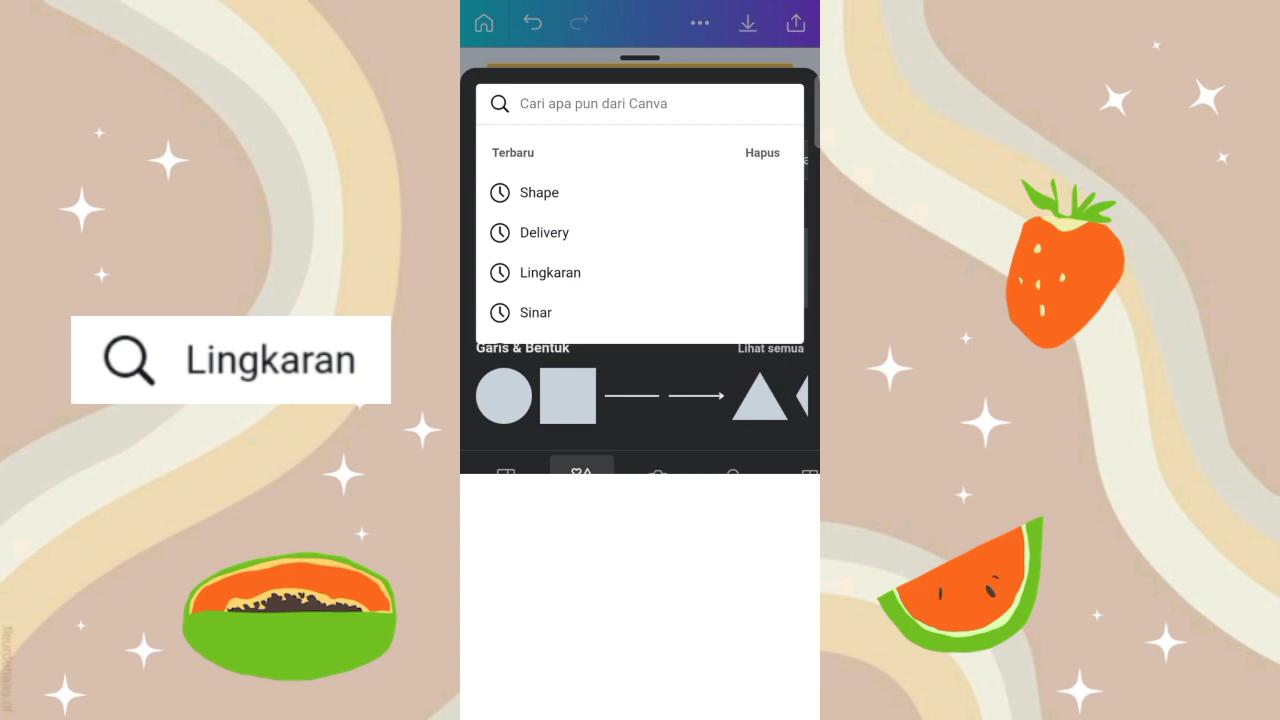 Lingkaran
Cari apa pun dari Canva
Terbaru Hapus
Shape
Delivery
Lingkaran
Sinar
Garis & Bentuk Lihat semua